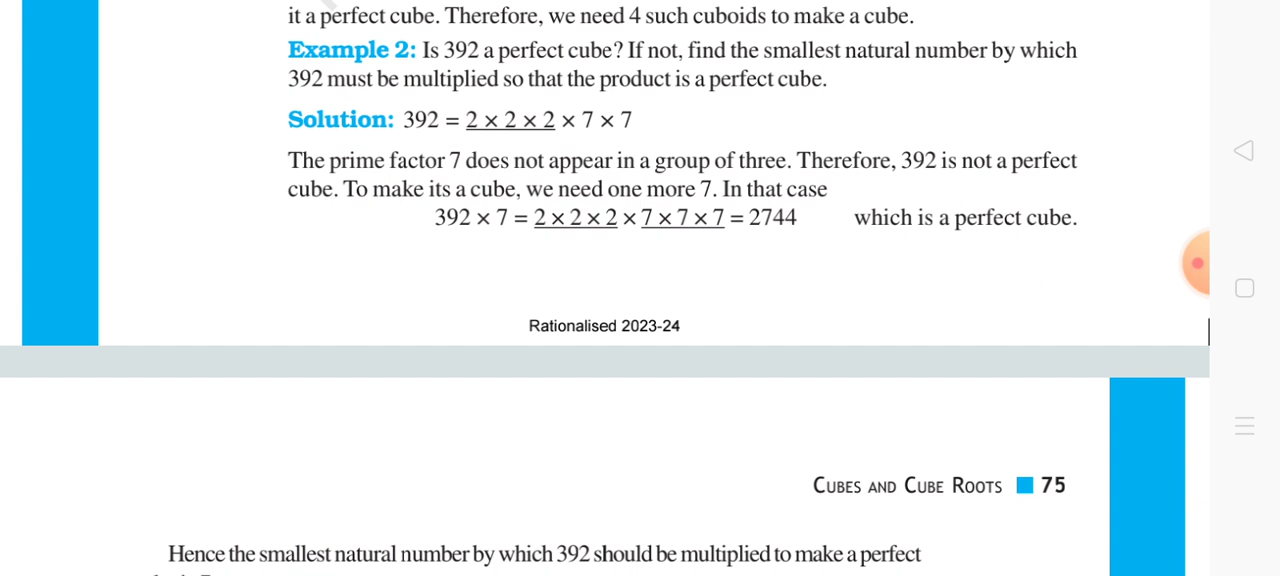 it a perfect cube. Therefore, we need 4 such cuboids to make a cube.
Example 2: Is 392 a perfect cube? If not, find the smallest natural number by which
392 must be multiplied so that the product is a perfect cube.
Solution: 392 = 2 × 2 × 2 × 7 × 7
The prime factor 7 does not appear in a group of three. Therefore, 392 is not a perfect
cube. To make its a cube, we need one more 7. In that case
392 × 7 = 2 × 2 × 2 × 7 × 7 × 7 = 2744 which is a perfect cube.
Rationalised 2023-24
CUBES AND CUBE ROOTS 75
Hence the smallest natural number by which 392 should be multiplied to make a perfect